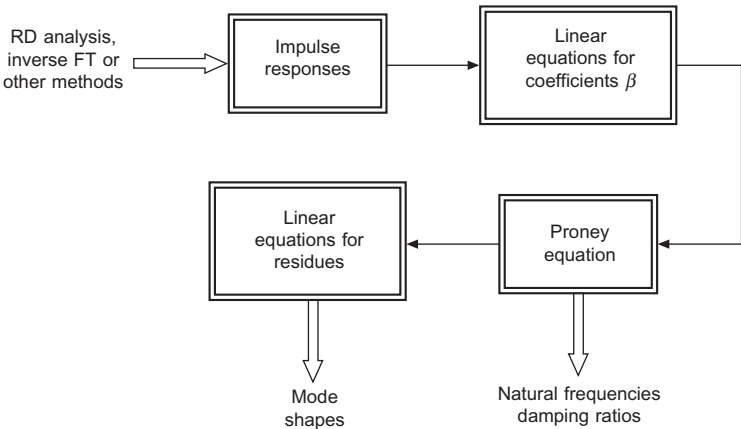 RD analysis,
inverse FT or
other methods
Impulse
responses
Linear
equations for
coefficients β
Linear
equations for
residues
Proney
equation
Mode
shapes
Natural frequencies
damping ratios